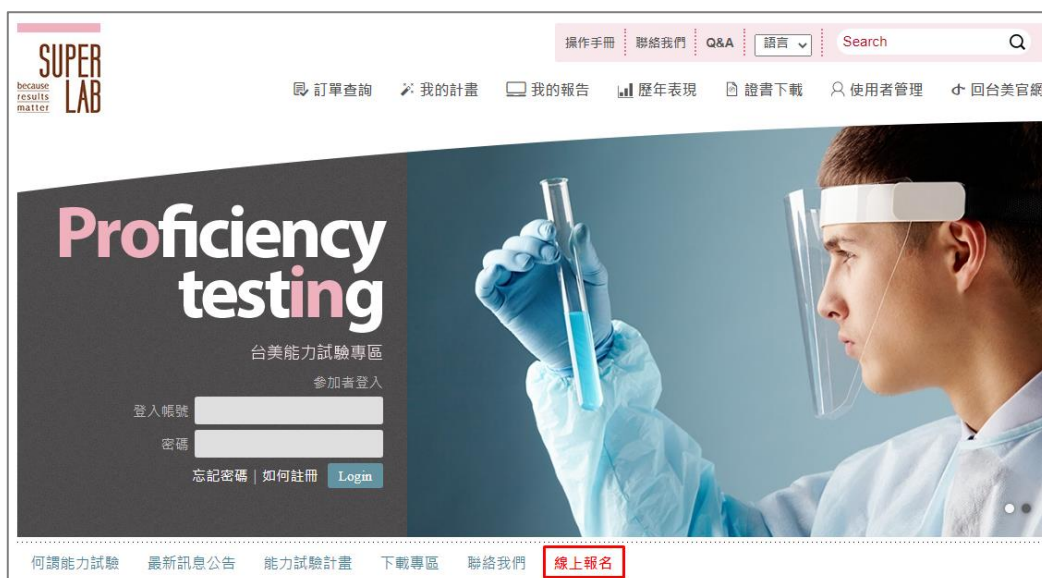 SUPER
LAB
because
results
matter
操作手冊 聯絡我們 Q&A 語言 Search
訂單查詢 我的計畫 我的報告 歷年表現 證書下載 使用者管理 回台美官網
Proficiency
testing
台美能力試驗專區
參加者登入
登入帳號
密碼
忘記密碼 | 如何註冊 Login
何謂能力試驗 最新訊息公告 能力試驗計畫 下載專區 聯絡我們 線上報名